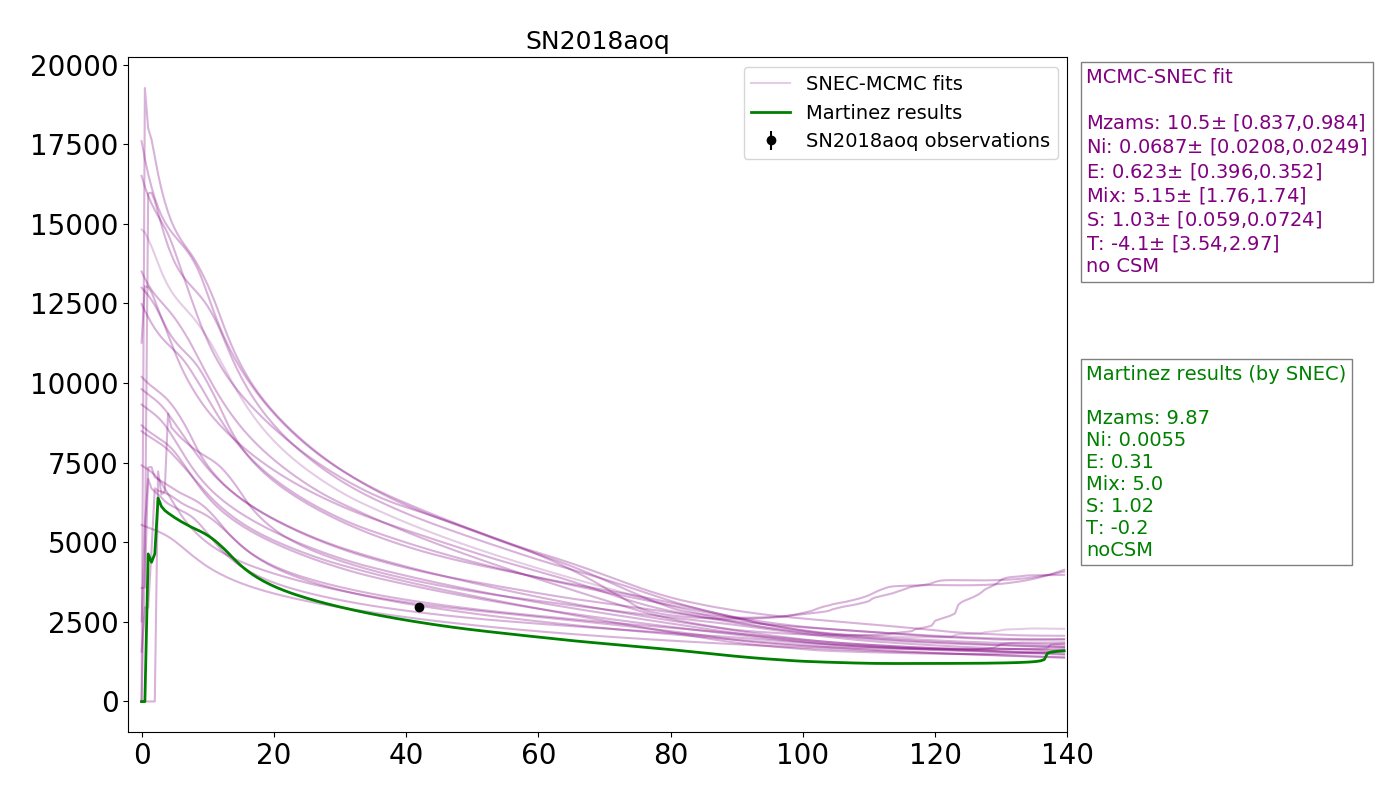 SN2018aoq
20000
17500
15000
12500
10000
7500
5000
2500
0
0 20 40 60 80 100 120 140
SNEC-MCMC fits
Martinez results
SN2018aoq observations
MCMC-SNEC fit
Mzams: 10.5± [0.837,0.984]
Ni: 0.0687± [0.0208,0.0249]
E: 0.623± [0.396,0.352]
Mix: 5.15± [1.76,1.74]
S: 1.03± [0.059,0.0724]
T: -4.1± [3.54,2.97]
no CSM
Martinez results (by SNEC)
Mzams: 9.87
Ni: 0.0055
E: 0.31
Mix: 5.0
S: 1.02
T: -0.2
noCSM